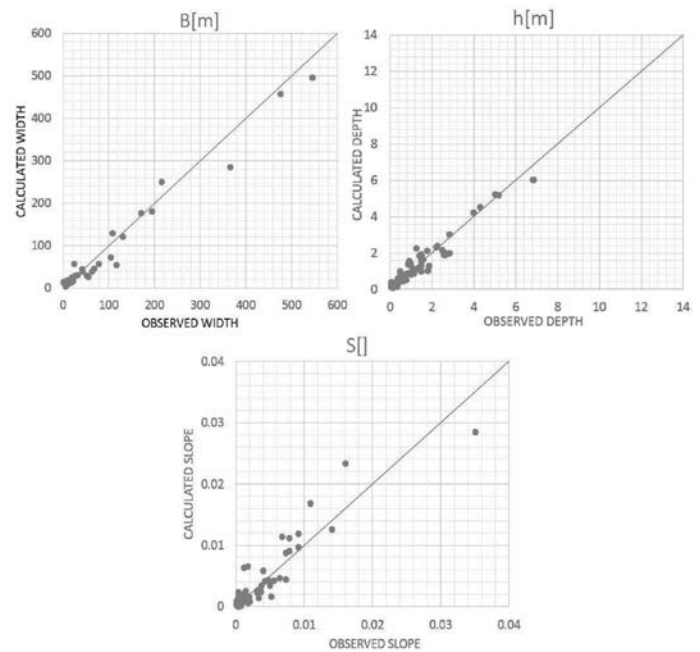 B[m]
600
500
400
300
200
100
0
CALCULATED WIDTH
0 100 200 300 400 500 600
OBSERVED WIDTH
h[m]
14
12
10
8
6
4
2
0
CALCULATED DEPTH
0 2 4 6 8 10 12 14
OBSERVED DEPTH
S[]
0.04
0.03
0.02
0.01
0
CALCULATED SLOPE
0 0.01 0.02 0.03 0.04
OBSERVED SLOPE